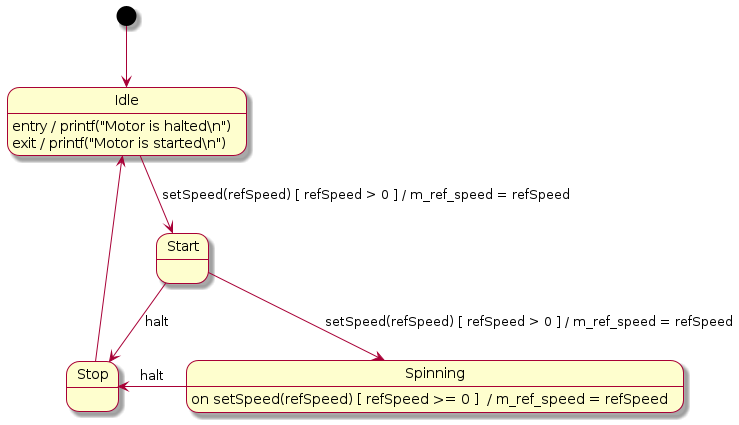 Idle
entry / printf("Motor is halted\n")
exit / printf("Motor is started\n")
setSpeed(refSpeed) [ refSpeed > 0 ] / m_ref_speed = refSpeed
Start
setSpeed(refSpeed) [ refSpeed > 0 ] / m_ref_speed = refSpeed
halt
Stop
halt
Spinning
on setSpeed(refSpeed) [ refSpeed >= 0 ]  / m_ref_speed = refSpeed